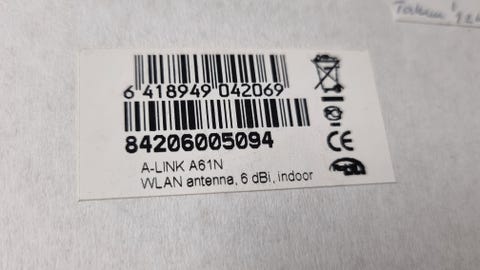 6 418949 042069
84206005094
A-LINK A61N
WLAN antenna, 6 dBi, indoor
CE